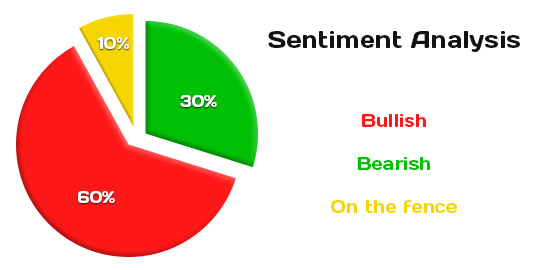 Sentiment Analysis
10%
30%
60%
Bullish
Bearish
On the fence